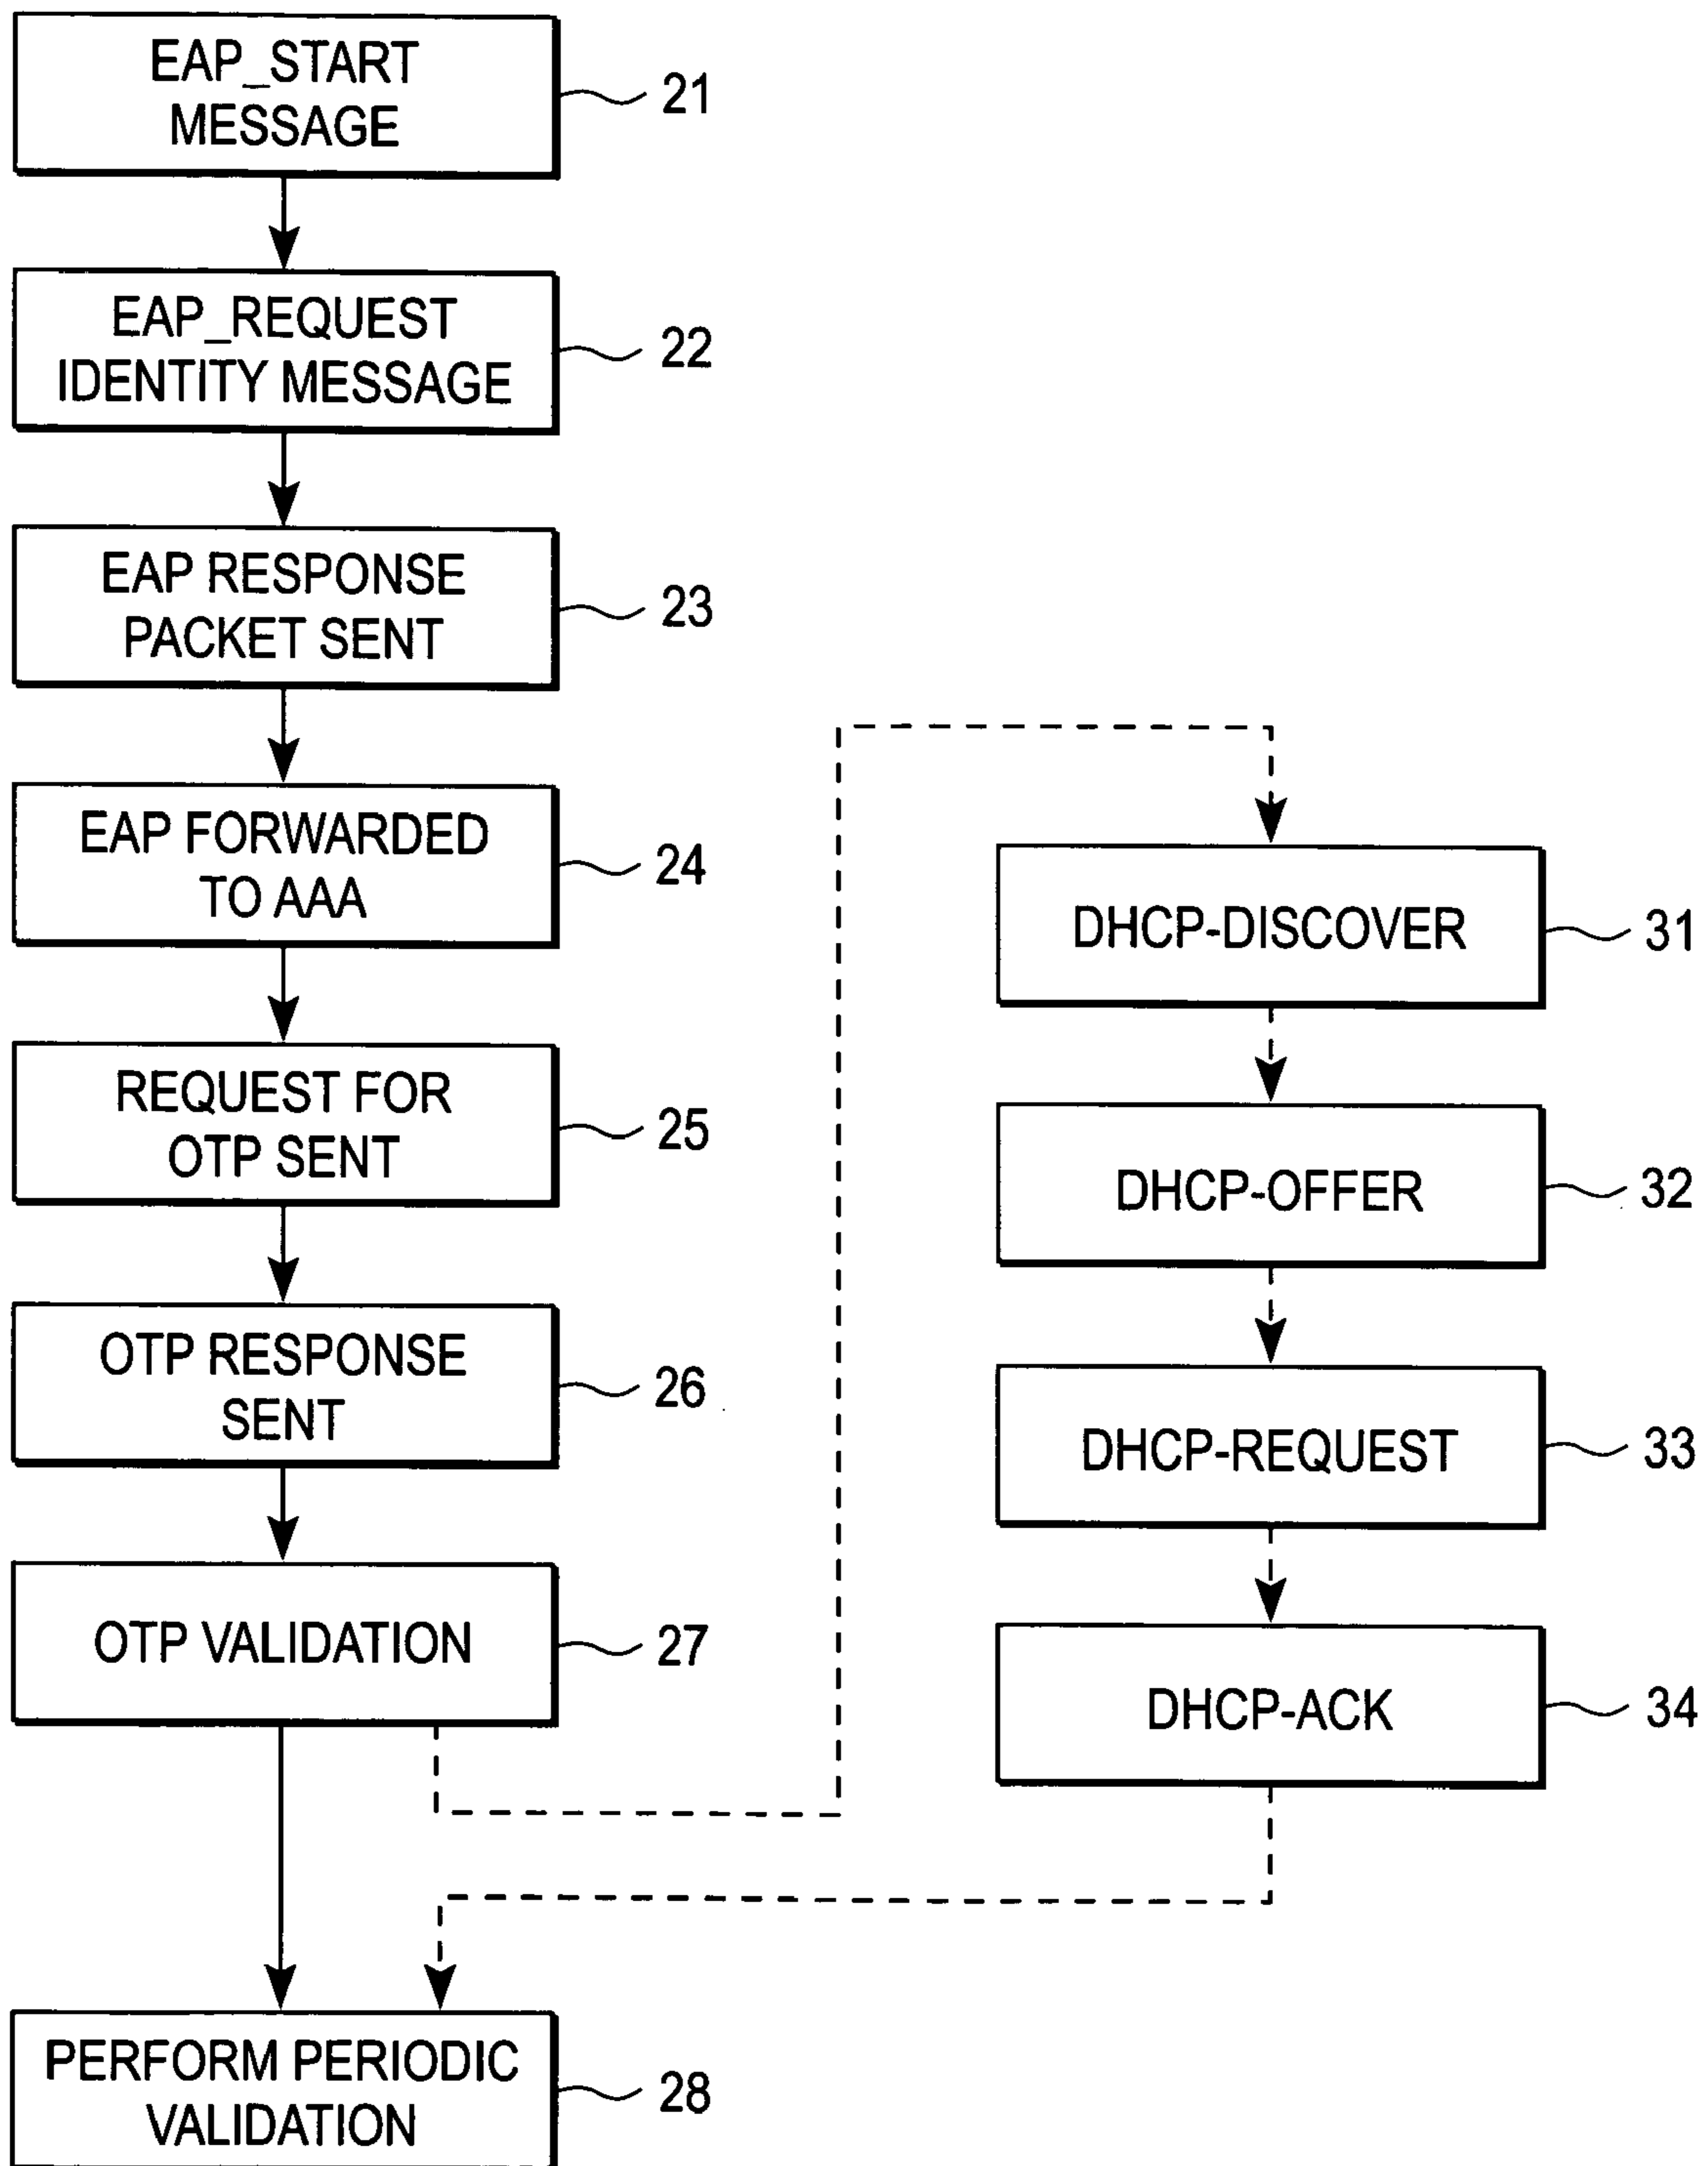 EAP_START
MESSAGE
21
EAP_REQUEST
IDENTITY MESSAGE
22
EAP RESPONSE
PACKET SENT
23
EAP FORWARDED
TO AAA
24
REQUEST FOR
OTP SENT
25
OTP RESPONSE
SENT
26
OTP VALIDATION
27
PERFORM PERIODIC
VALIDATION
28
DHCP-DISCOVER
31
DHCP-OFFER
32
DHCP-REQUEST
33
DHCP-ACK
34